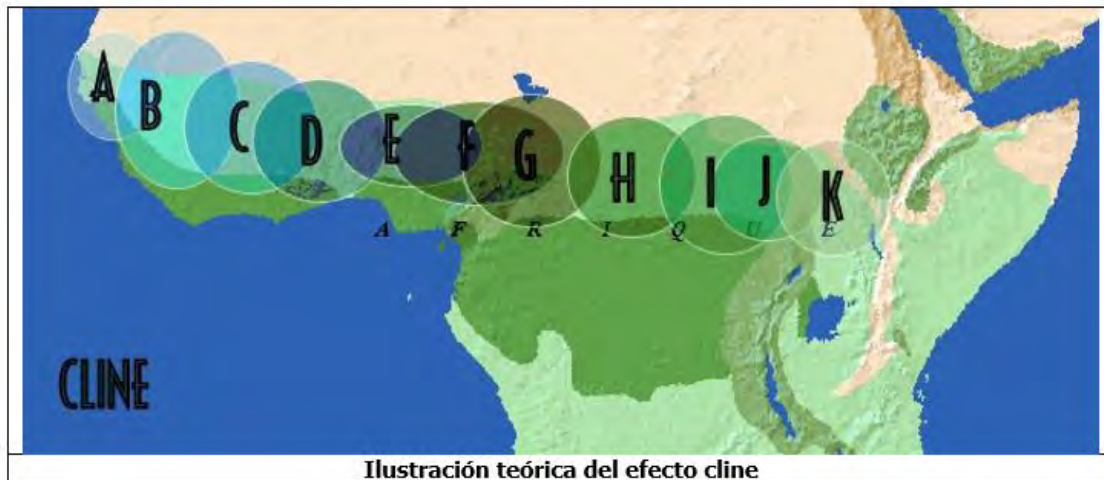 A B C D E F G H I J K
A F R I Q U E
CLINE
Ilustración teórica del efecto cline